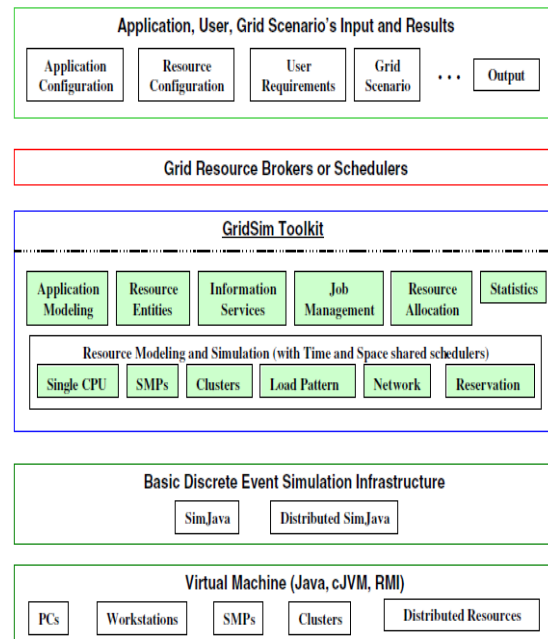 Application, User, Grid Scenario's Input and Results
Application Configuration
Resource Configuration
User Requirements
Grid Scenario
...
Output
Grid Resource Brokers or Schedulers
GridSim Toolkit
Application Modeling
Resource Entities
Information Services
Job Management
Resource Allocation
Statistics
Resource Modeling and Simulation (with Time and Space shared schedulers)
Single CPU
SMPs
Clusters
Load Pattern
Network
Reservation
Basic Discrete Event Simulation Infrastructure
SimJava
Distributed SimJava
Virtual Machine (Java, cJVM, RMI)
PCs
Workstations
SMPs
Clusters
Distributed Resources